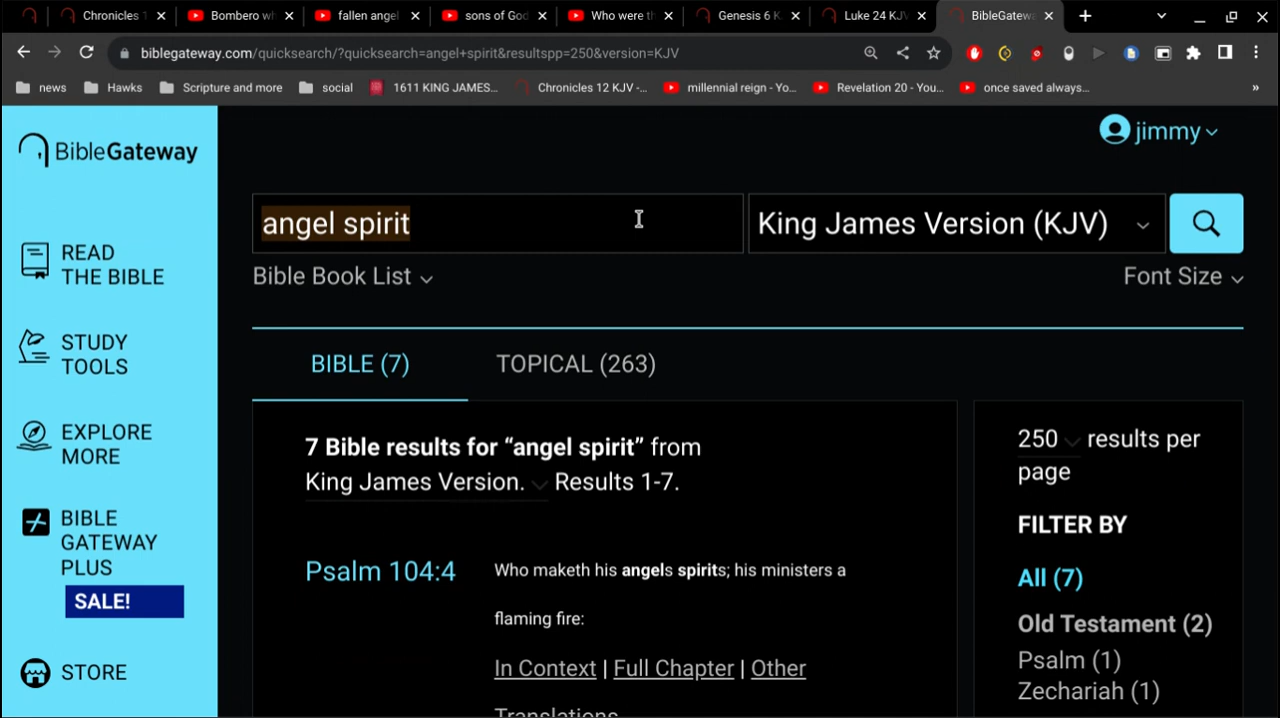 Chronicles 1
Bombero wh
fallen angel
sons of God
Who were th
Genesis 6 K
Luke 24 KJV
BibleGatewa
biblegateway.com/quicksearch/?quicksearch=angel+spirit&resultspp=250&version=KJV
news
Hawks
Scripture and more
social
1611 KING JAMES...
Chronicles 12 KJV -...
millennial reign - Yo...
Revelation 20 - You...
once saved always...
»
BibleGateway
jimmy
angel spirit
King James Version (KJV)
Bible Book List
Font Size
READ
THE BIBLE
STUDY
TOOLS
EXPLORE
MORE
BIBLE
GATEWAY
PLUS
SALE!
STORE
BIBLE (7)
TOPICAL (263)
7 Bible results for “angel spirit” from
King James Version. Results 1-7.
Psalm 104:4
Who maketh his angels spirits; his ministers a
flaming fire:
In Context | Full Chapter | Other
Translations
250 results per
page
FILTER BY
All (7)
Old Testament (2)
Psalm (1)
Zechariah (1)